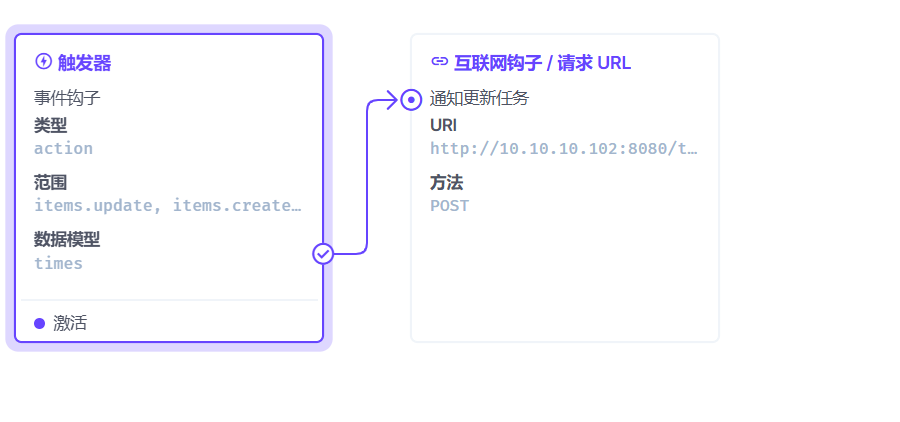 触发器
事件钩子
类型
action
范围
items.update, items.create…
数据模型
times
激活
互联网钩子 / 请求 URL
通知更新任务
URI
http://10.10.10.102:8080/t…
方法
POST